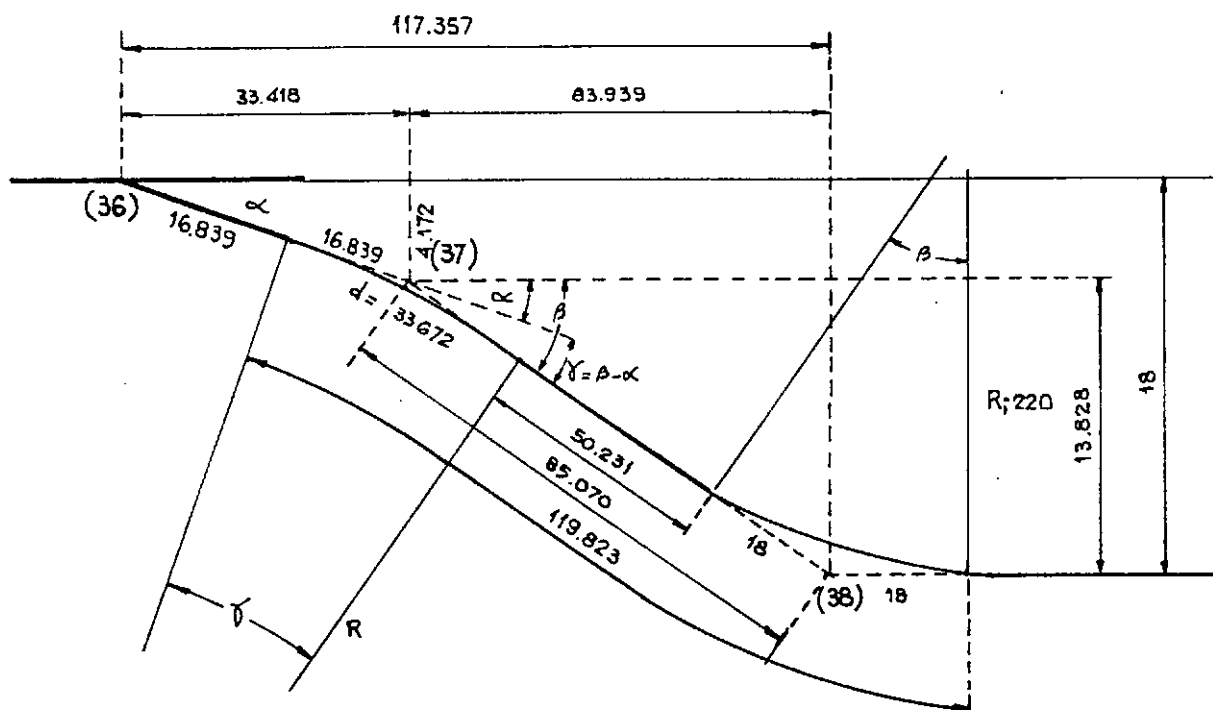 117.357
33.418
83.939
(36)
16.839
α
16.839
4.172
(37)
d =
33.672
α
β
γ = β-α
β
R;220
13.828
18
50.231
85.070
119.823
18
(38)
18
γ
R